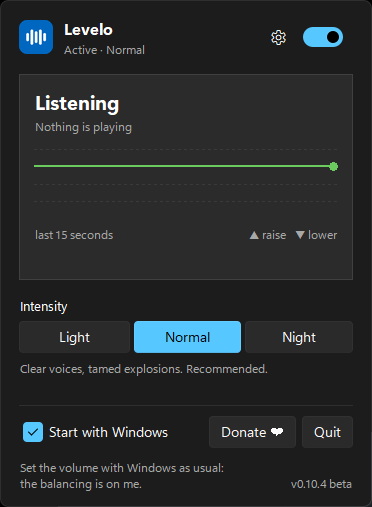 Levelo
Active · Normal
Listening
Nothing is playing
last 15 seconds
▲ raise ▼ lower
Intensity
Light
Normal
Night
Clear voices, tamed explosions. Recommended.
Start with Windows
Donate ❤
Quit
Set the volume with Windows as usual:
the balancing is on me.
v0.10.4 beta